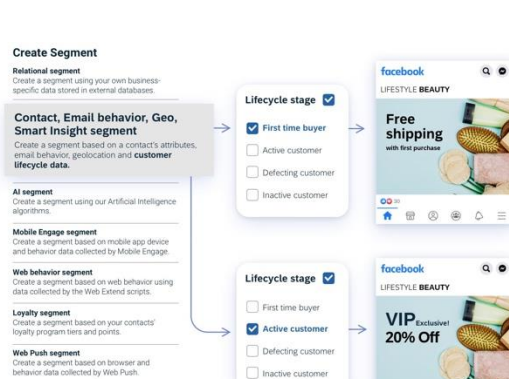 Create Segment
Relational segment
Create a segment using your own business-
specific data stored in external databases.
Contact, Email behavior, Geo,
Smart Insight segment
Create a segment based on a contact's attributes,
email behavior, geolocation and customer
lifecycle data.
AI segment
Create a segment using our Artificial Intelligence
algorithms.
Mobile Engage segment
Create a segment based on mobile app device
and behavior data collected by Mobile Engage.
Web behavior segment
Create a segment based on web behavior using
data collected by the Web Extend scripts.
Loyalty segment
Create a segment based on your contacts'
loyalty program tiers and points.
Web Push segment
Create a segment based on browser and
behavior data collected by Web Push.
Lifecycle stage
First time buyer
Active customer
Defecting customer
Inactive customer
facebook
LIFESTYLE BEAUTY
Free
shipping
with first purchase
20
Lifecycle stage
First time buyer
Active customer
Defecting customer
Inactive customer
facebook
LIFESTYLE BEAUTY
VIP Exclusive!
20% Off